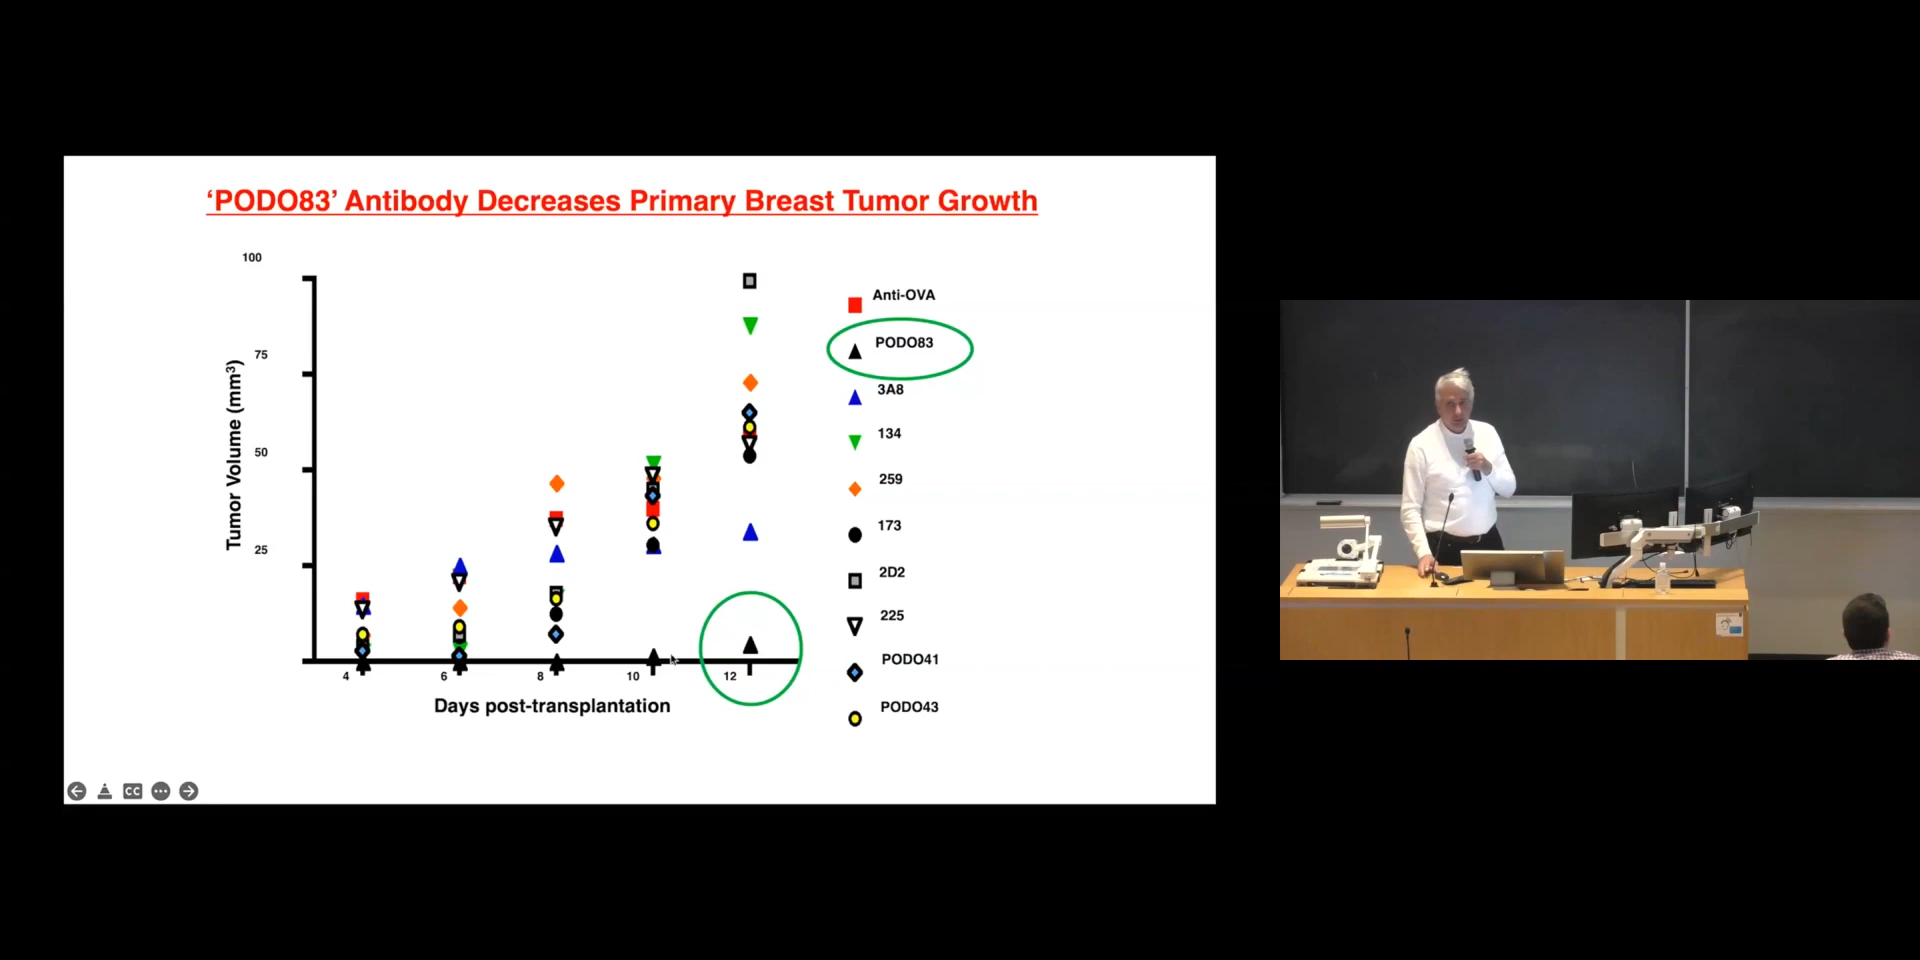 ‘PODO83’ Antibody Decreases Primary Breast Tumor Growth
100
75
50
25
Tumor Volume (mm³)
4 6 8 10 12
Days post-transplantation
Anti-OVA
PODO83
3A8
134
259
173
2D2
225
PODO41
PODO43
CC